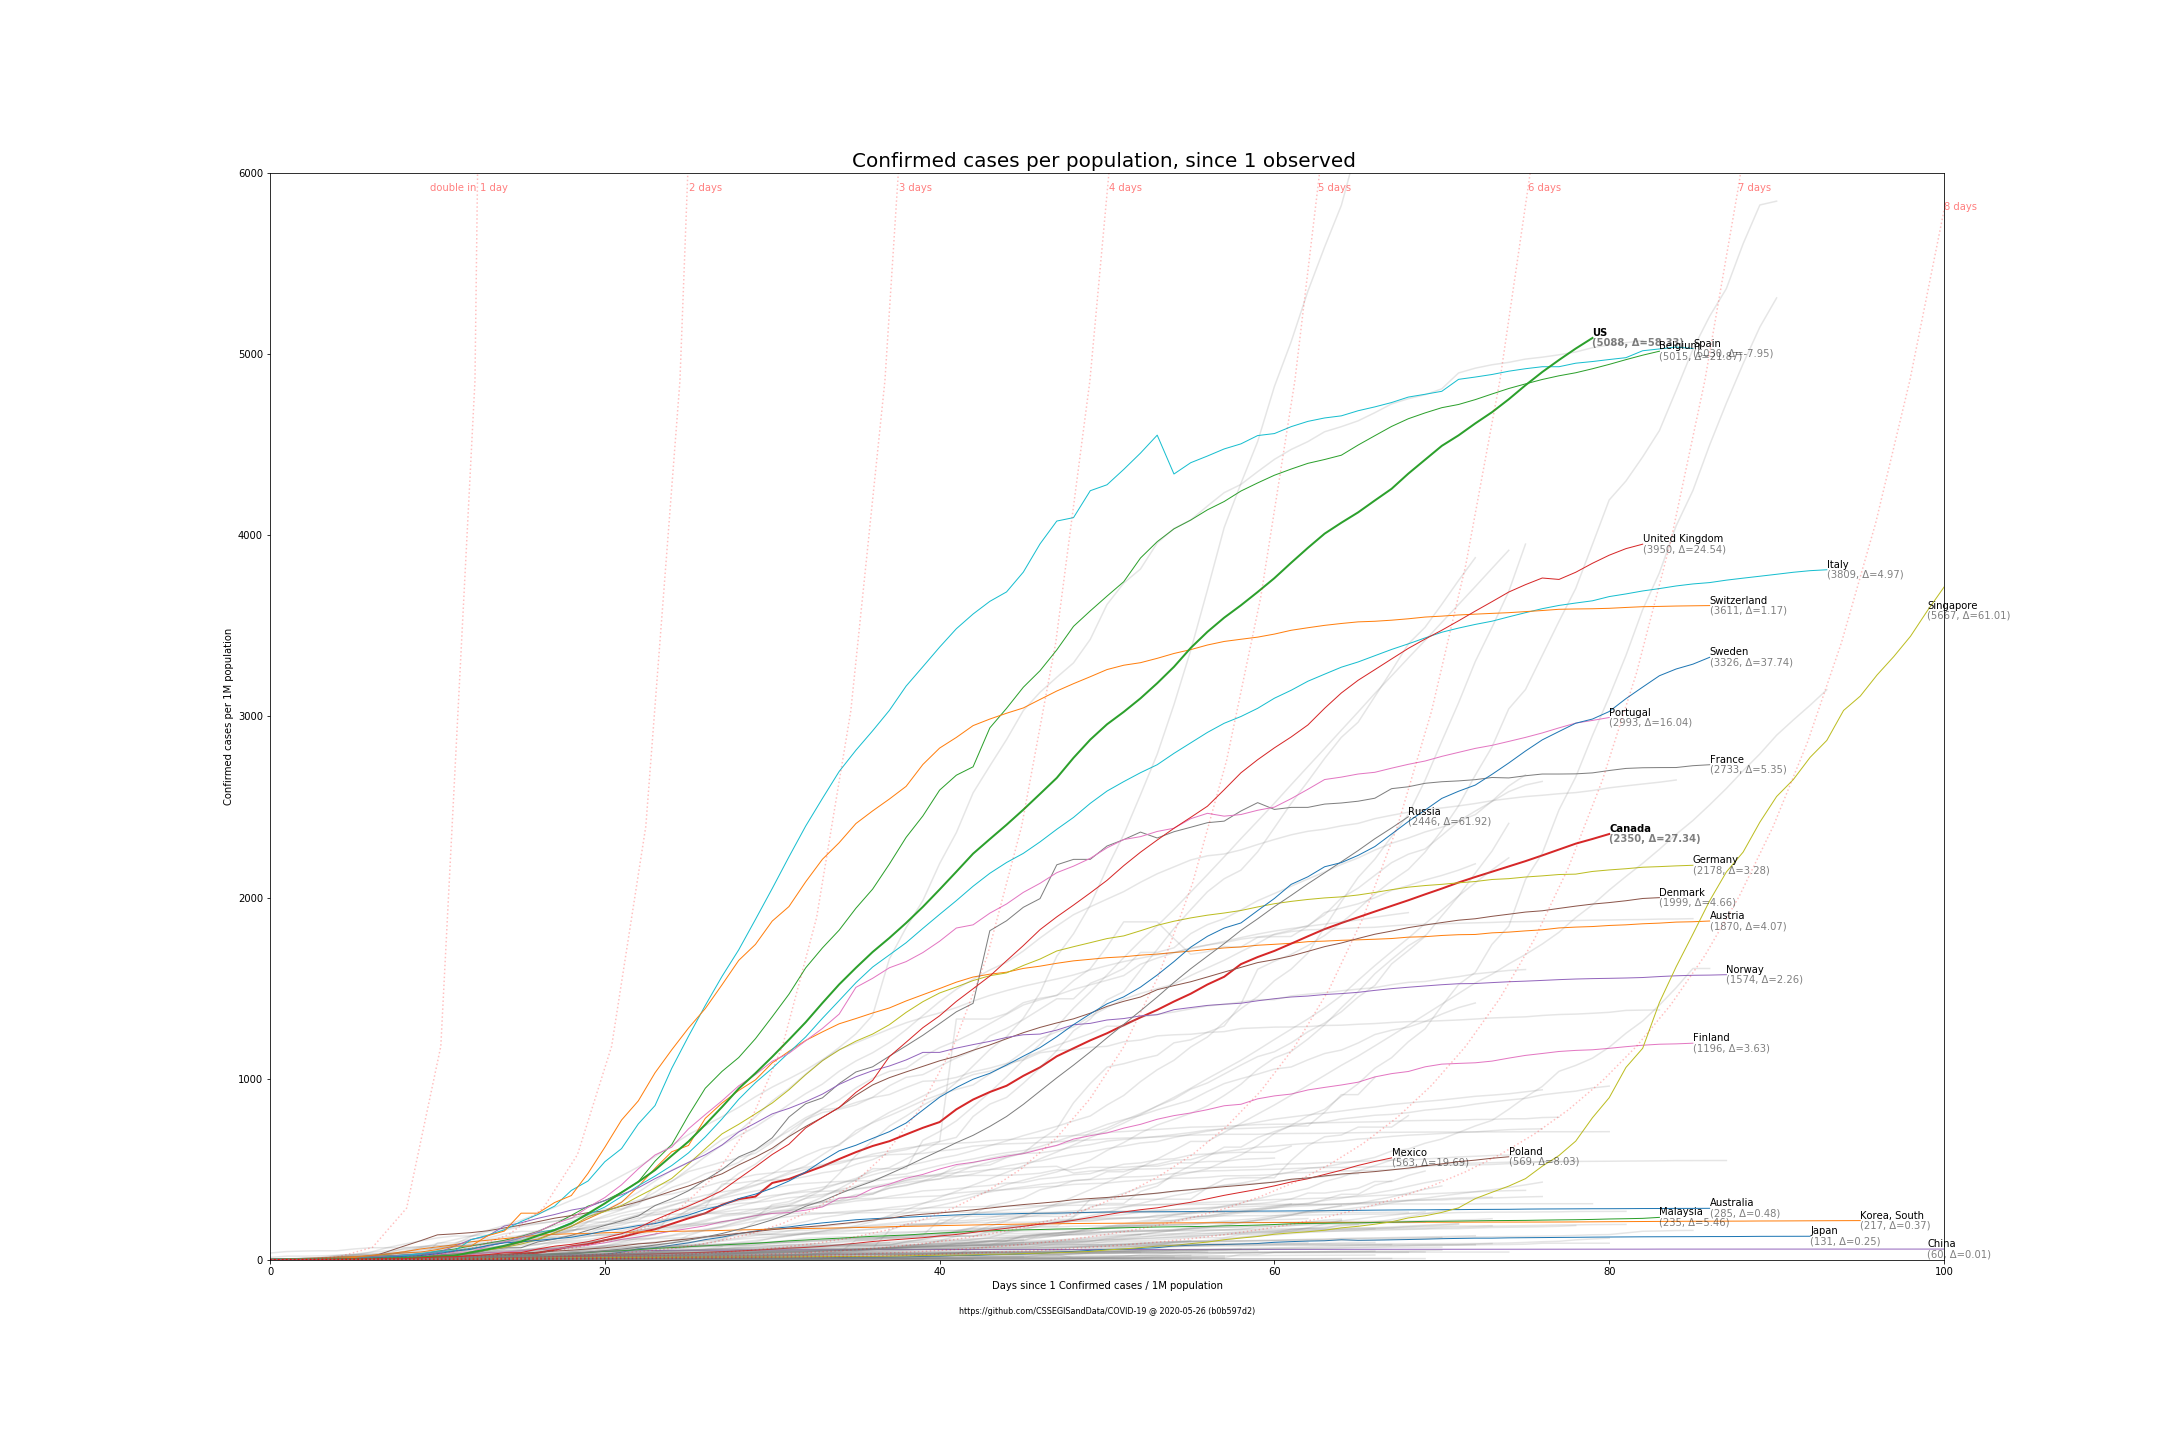 Confirmed cases per population, since 1 observed
6000
5000
4000
3000
2000
1000
0
Confirmed cases per 1M population
double in 1 day
2 days
3 days
4 days
5 days
6 days
7 days
8 days
US
(5088, Δ=58.33)
Belgium
(5015, Δ=21.87)
Spain
(5030, Δ=-7.95)
United Kingdom
(3950, Δ=24.54)
Italy
(3809, Δ=4.97)
Switzerland
(3611, Δ=1.17)
Singapore
(5667, Δ=61.01)
Sweden
(3326, Δ=37.74)
Portugal
(2993, Δ=16.04)
France
(2733, Δ=5.35)
Russia
(2446, Δ=61.92)
Canada
(2350, Δ=27.34)
Germany
(2178, Δ=3.28)
Denmark
(1999, Δ=4.66)
Austria
(1870, Δ=4.07)
Norway
(1574, Δ=2.26)
Finland
(1196, Δ=3.63)
Mexico
(563, Δ=19.69)
Poland
(569, Δ=8.03)
Australia
(285, Δ=0.48)
Malaysia
(235, Δ=5.46)
Korea, South
(217, Δ=0.37)
Japan
(131, Δ=0.25)
China
(60, Δ=0.01)
0 20 40 60 80 100
Days since 1 Confirmed cases / 1M population
https://github.com/CSSEGISandData/COVID-19 @ 2020-05-26 (b0b597d2)